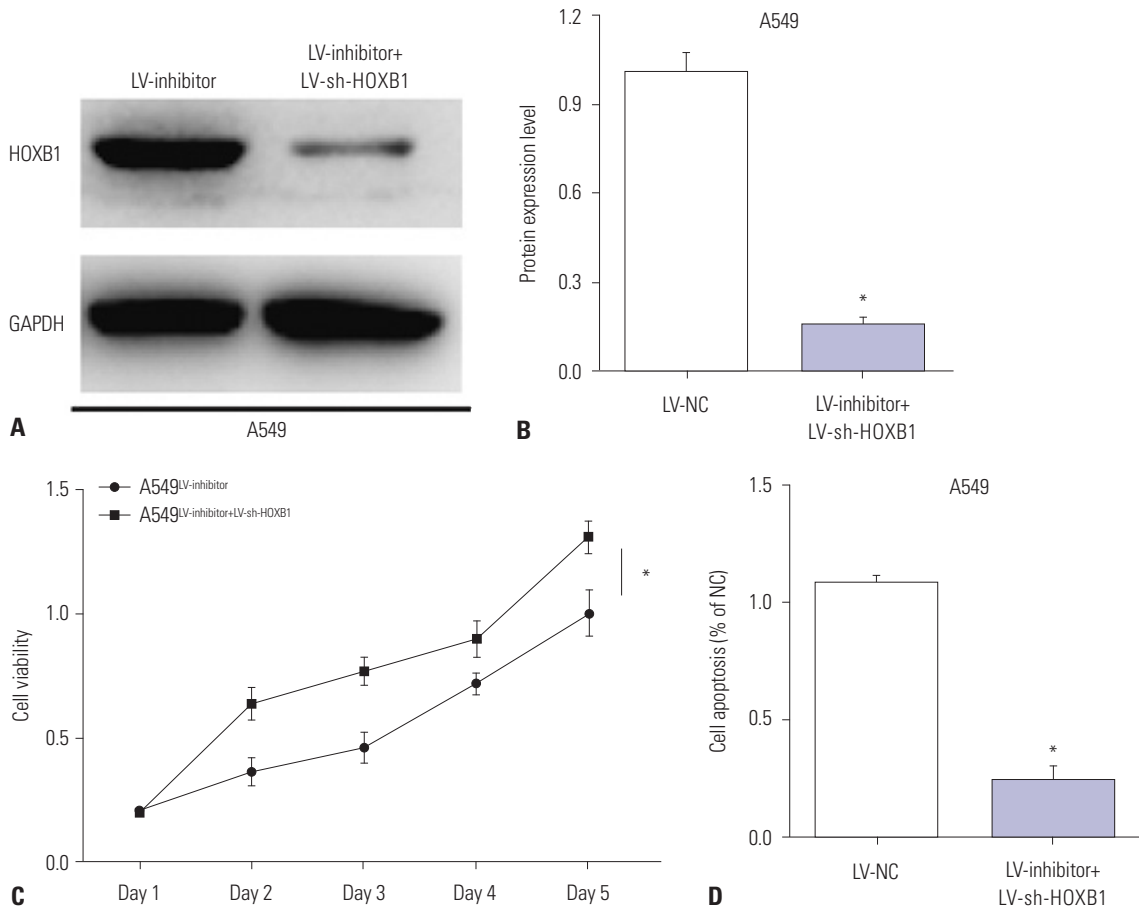 LV-inhibitor
LV-inhibitor+
LV-sh-HOXB1
HOXB1
GAPDH
A549
A
A549
Protein expression level
1.2
0.9
0.6
0.3
0.0
*
LV-NC
LV-inhibitor+
LV-sh-HOXB1
B
A549LV-inhibitor
A549LV-inhibitor+LV-sh-HOXB1
Cell viability
1.5
1.0
0.5
0.0
*
Day 1 Day 2 Day 3 Day 4 Day 5
C
A549
Cell apoptosis (% of NC)
1.5
1.0
0.5
0.0
*
LV-NC
LV-inhibitor+
LV-sh-HOXB1
D